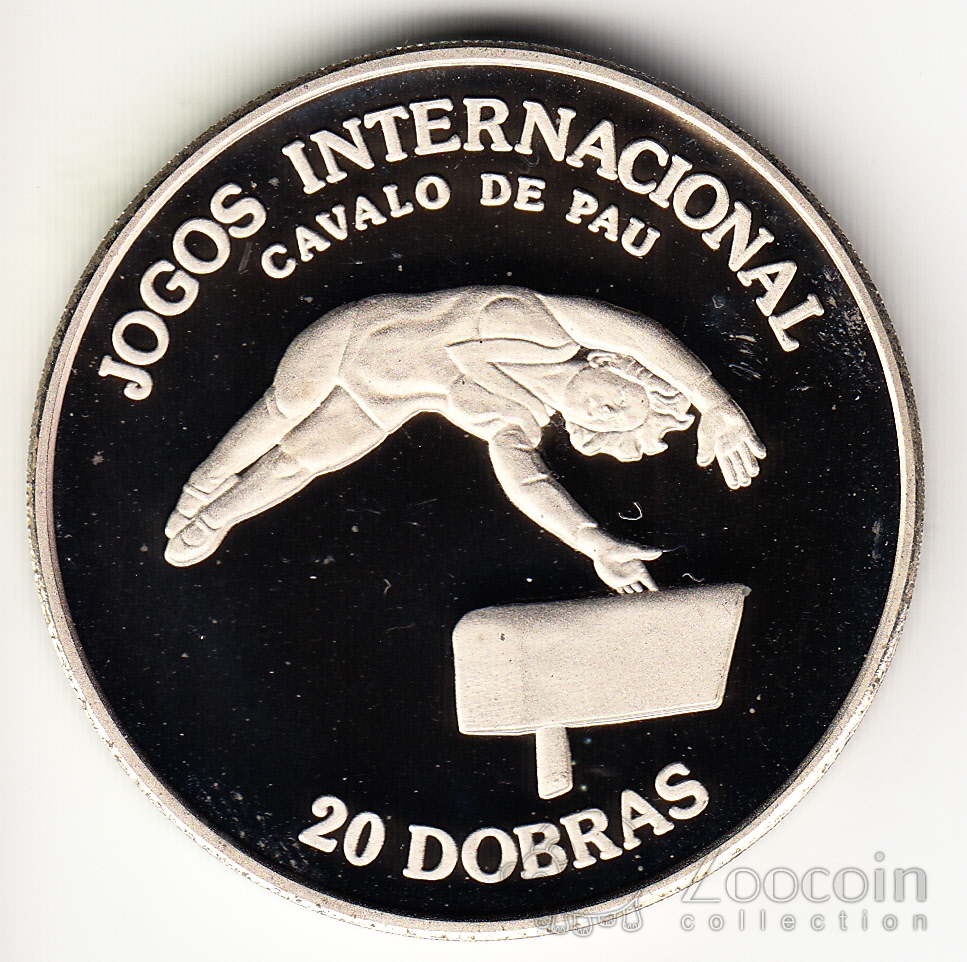 JOGOS INTERNACIONAL
CAVALO DE PAU
20 DOBRAS
Zoocoin
collection